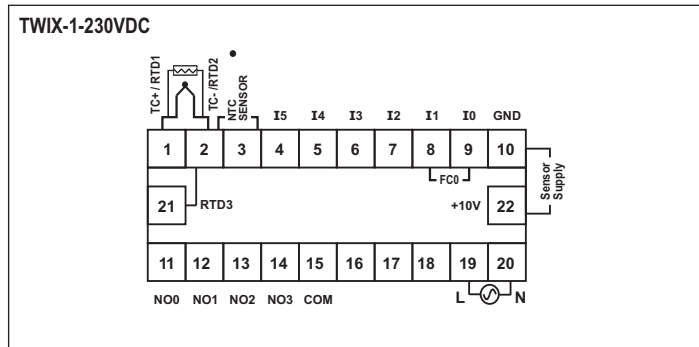 TWIX-1-230VDC
TC+ / RTD1
TC- /RTD2
NTC
SENSOR
I5 I4 I3 I2 I1 I0 GND
1 2 3 4 5 6 7 8 9 10
FC0
Sensor
Supply
21 RTD3 +10V 22
11 12 13 14 15 16 17 18 19 20
NO0 NO1 NO2 NO3 COM L N